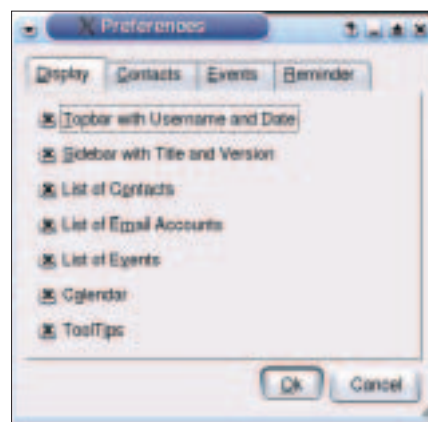 Preferences
Display Contacts Events Reminder
Topbar with Username and Date
Sidebar with Title and Version
List of Contacts
List of Email Accounts
List of Events
Calendar
ToolTips
Ok Cancel